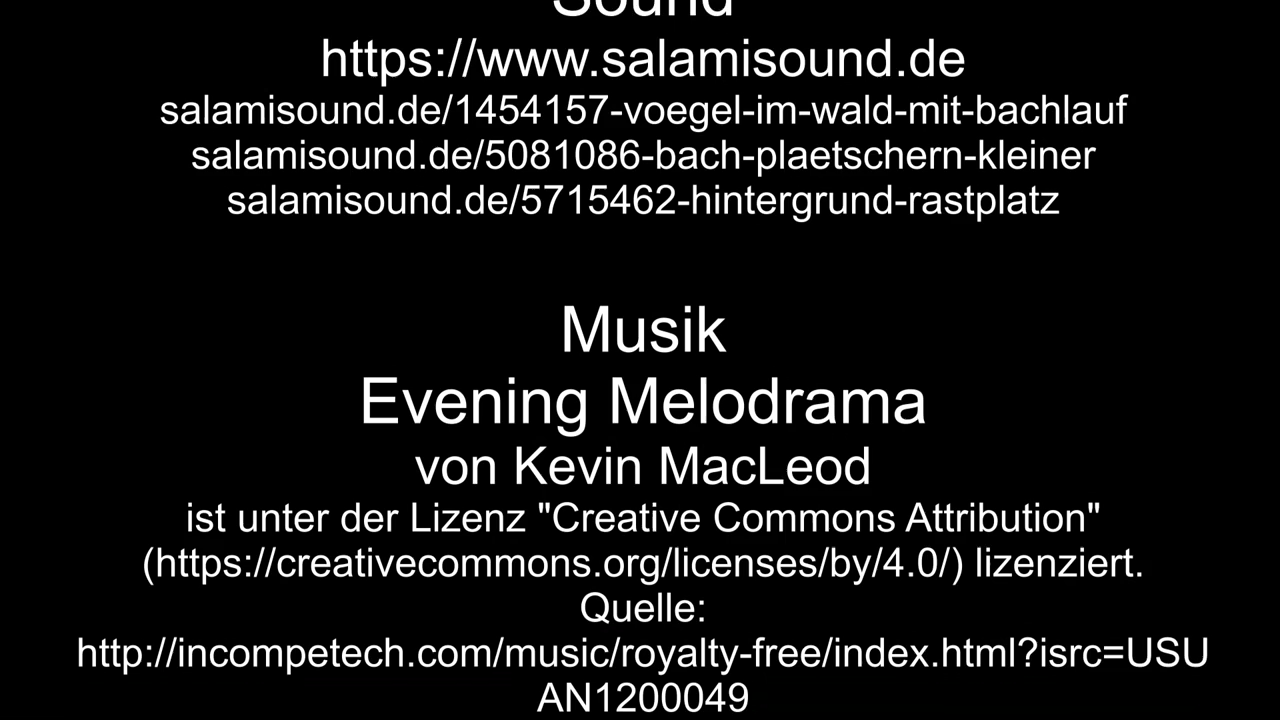 Sound
https://www.salamisound.de
salamisound.de/1454157-voegel-im-wald-mit-bachlauf
salamisound.de/5081086-bach-plaetschern-kleiner
salamisound.de/5715462-hintergrund-rastplatz
Musik
Evening Melodrama
von Kevin MacLeod
ist unter der Lizenz "Creative Commons Attribution"
(https://creativecommons.org/licenses/by/4.0/) lizenziert.
Quelle:
http://incompetech.com/music/royalty-free/index.html?isrc=USU
AN1200049